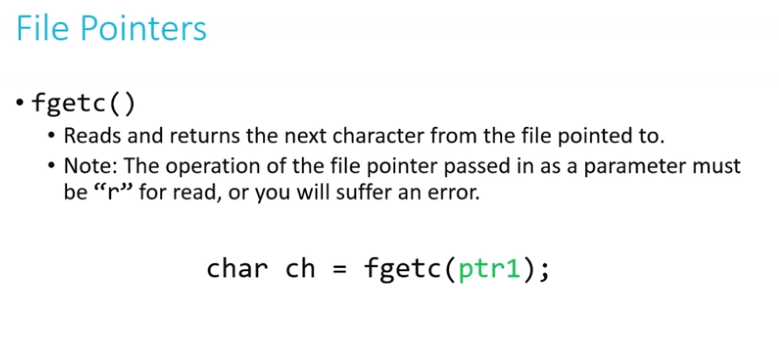 File Pointers
• fgetc()
• Reads and returns the next character from the file pointed to.
• Note: The operation of the file pointer passed in as a parameter must
be “r” for read, or you will suffer an error.
char ch = fgetc(ptr1);